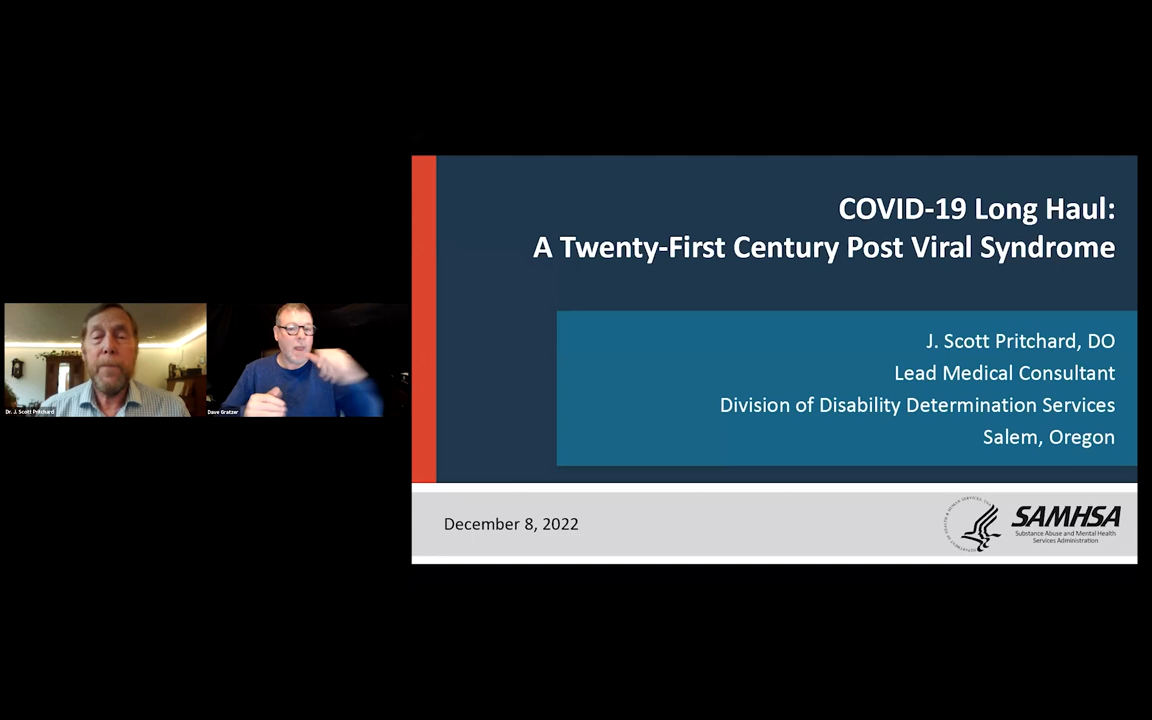 COVID-19 Long Haul:
A Twenty-First Century Post Viral Syndrome
J. Scott Pritchard, DO
Lead Medical Consultant
Division of Disability Determination Services
Salem, Oregon
Dr. J. Scott Pritchard
Dave Gratzer
December 8, 2022
SAMHSA
Substance Abuse and Mental Health
Services Administration